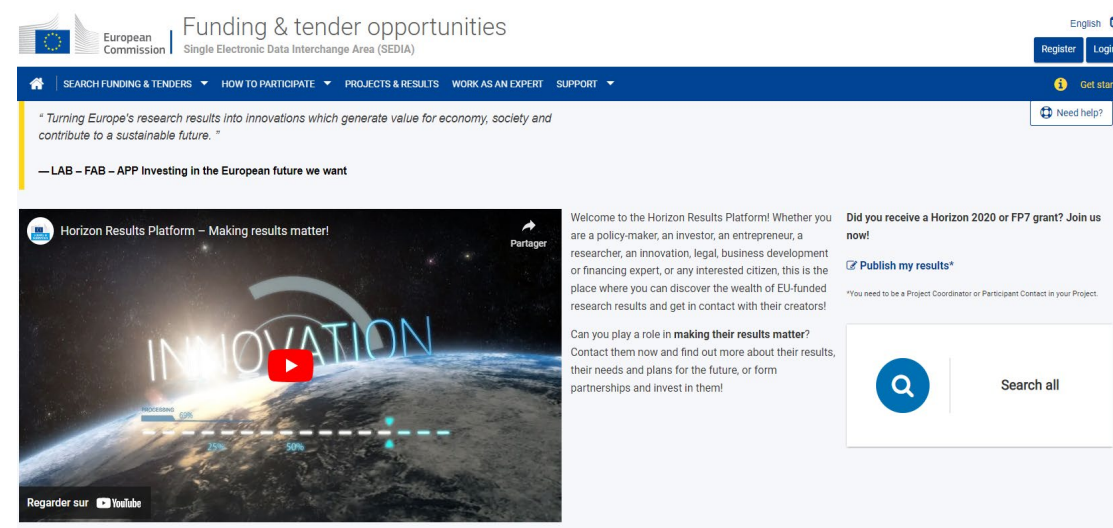 European
Commission
Funding & tender opportunities
Single Electronic Data Interchange Area (SEDIA)
English
Register
Login
SEARCH FUNDING & TENDERS
HOW TO PARTICIPATE
PROJECTS & RESULTS
WORK AS AN EXPERT
SUPPORT
Get star
Need help?
“ Turning Europe's research results into innovations which generate value for economy, society and
contribute to a sustainable future. ”
— LAB – FAB – APP Investing in the European future we want
Horizon Results Platform – Making results matter!
Partager
INNOVATION
PROCESSING
65%
25%
50%
Regarder sur YouTube
Welcome to the Horizon Results Platform! Whether you
are a policy-maker, an investor, an entrepreneur, a
researcher, an innovation, legal, business development
or financing expert, or any interested citizen, this is the
place where you can discover the wealth of EU-funded
research results and get in contact with their creators!
Can you play a role in making their results matter?
Contact them now and find out more about their results,
their needs and plans for the future, or form
partnerships and invest in them!
Did you receive a Horizon 2020 or FP7 grant? Join us
now!
Publish my results*
*You need to be a Project Coordinator or Participant Contact in your Project.
Search all